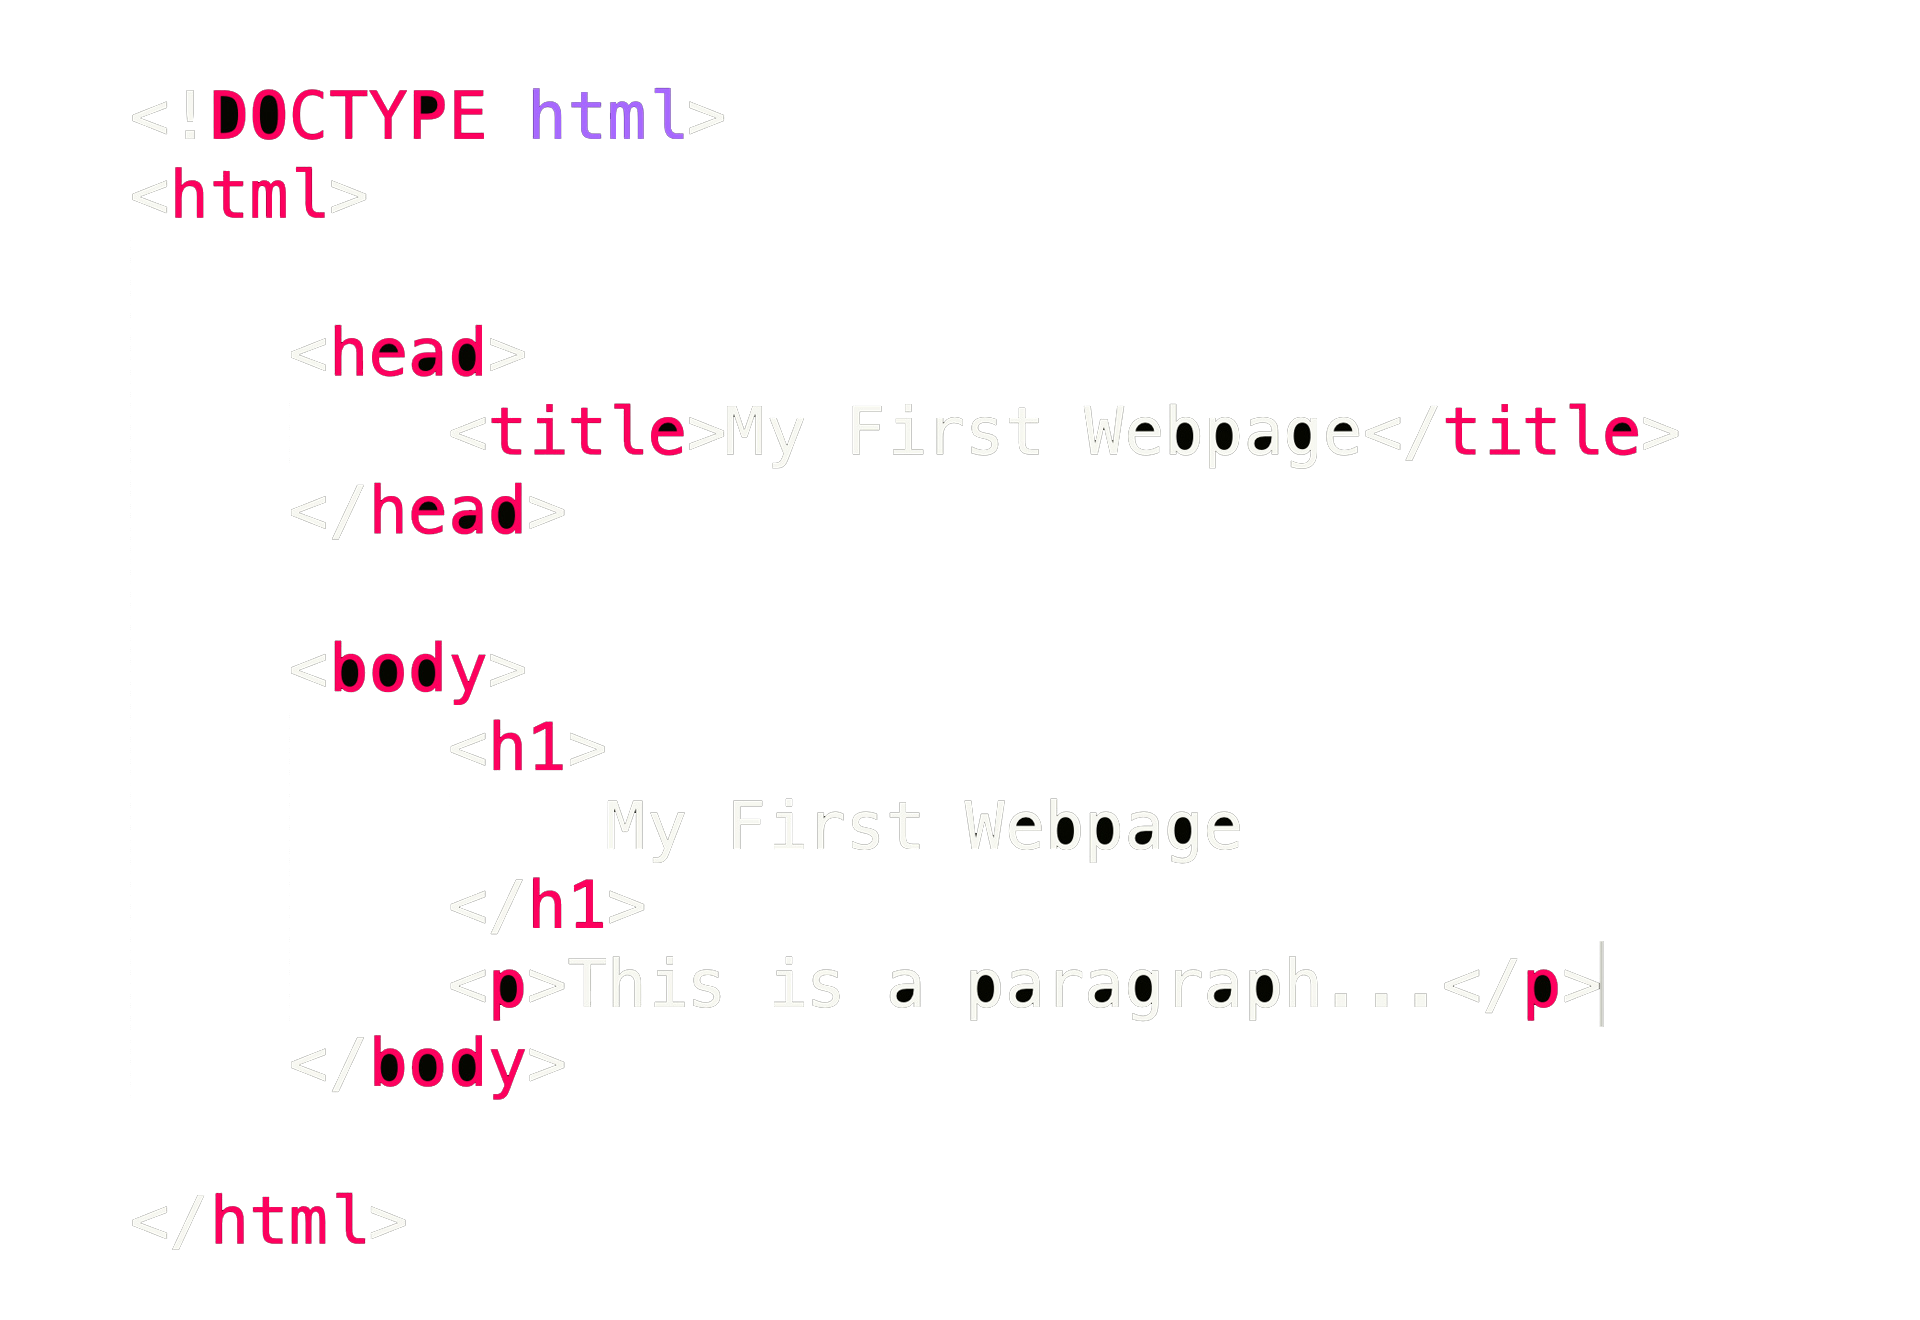 <!DOCTYPE html>
<html>
<head>
<title>My First Webpage</title>
</head>
<body>
<h1>
My First Webpage
</h1>
<p>This is a paragraph...</p>
</body>
</html>